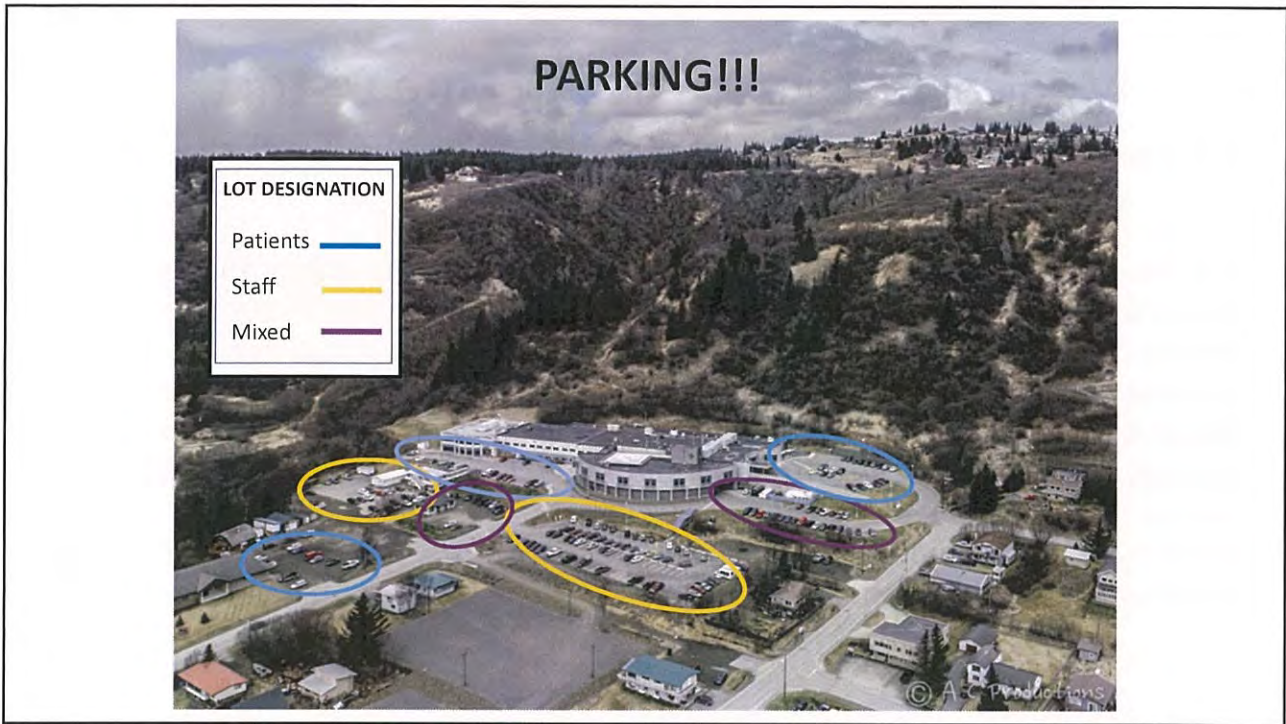 PARKING!!!
LOT DESIGNATION
Patients
Staff
Mixed
© A.C Productions